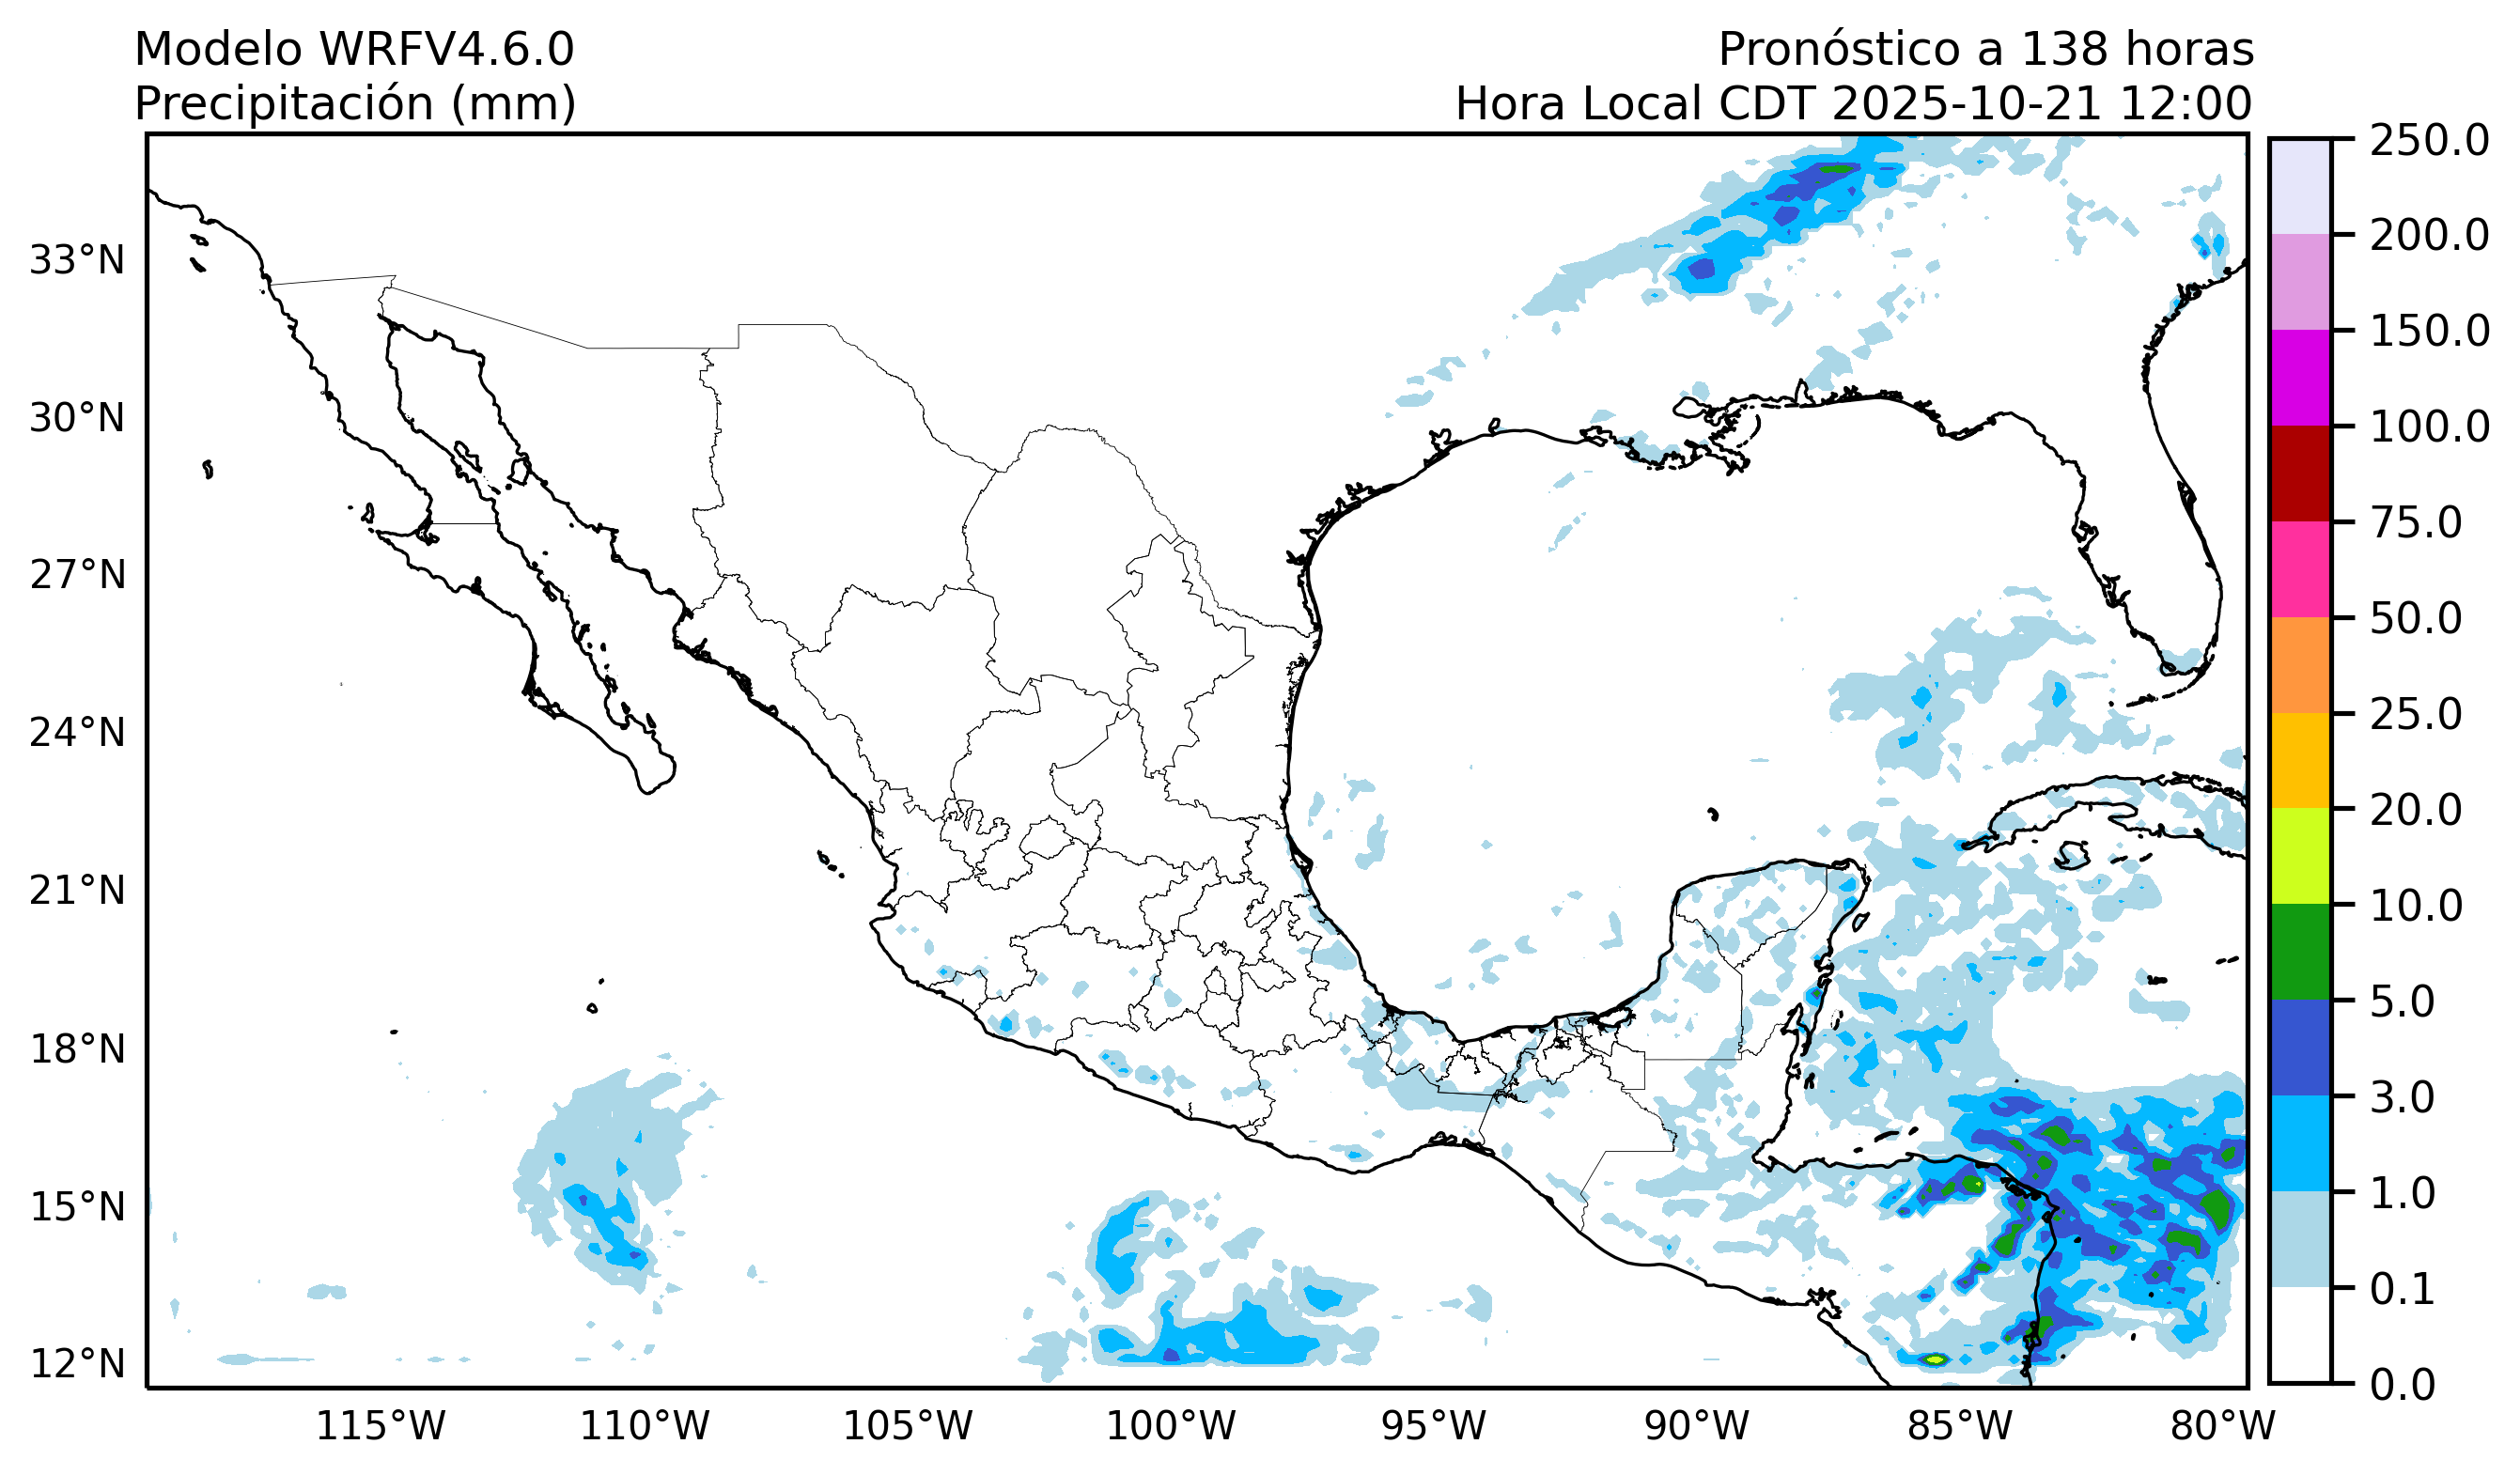 Modelo WRFV4.6.0
Precipitación (mm)
Pronóstico a 138 horas
Hora Local CDT 2025-10-21 12:00
33°N
30°N
27°N
24°N
21°N
18°N
15°N
12°N
115°W
110°W
105°W
100°W
95°W
90°W
85°W
80°W
250.0
200.0
150.0
100.0
75.0
50.0
25.0
20.0
10.0
5.0
3.0
1.0
0.1
0.0